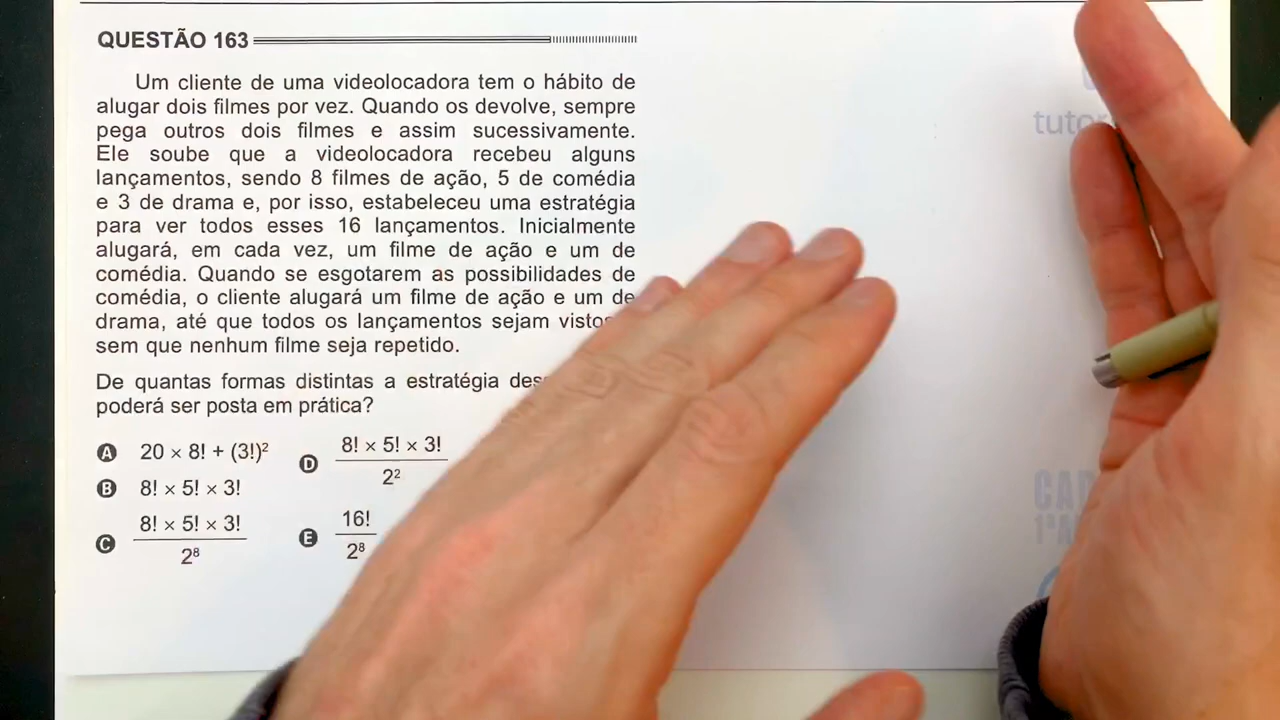 QUESTÃO 163
Um cliente de uma videolocadora tem o hábito de
alugar dois filmes por vez. Quando os devolve, sempre
pega outros dois filmes e assim sucessivamente.
Ele soube que a videolocadora recebeu alguns
lançamentos, sendo 8 filmes de ação, 5 de comédia
e 3 de drama e, por isso, estabeleceu uma estratégia
para ver todos esses 16 lançamentos. Inicialmente
alugará, em cada vez, um filme de ação e um de
comédia. Quando se esgotarem as possibilidades de
comédia, o cliente alugará um filme de ação e um de
drama, até que todos os lançamentos sejam vistos
sem que nenhum filme seja repetido.
De quantas formas distintas a estratégia
poderá ser posta em prática?
A 20 × 8! + (3!)²
B 8! × 5! × 3!
C 8! × 5! × 3!
2⁸
D 8! × 5! × 3!
2²
E 16!
2⁸